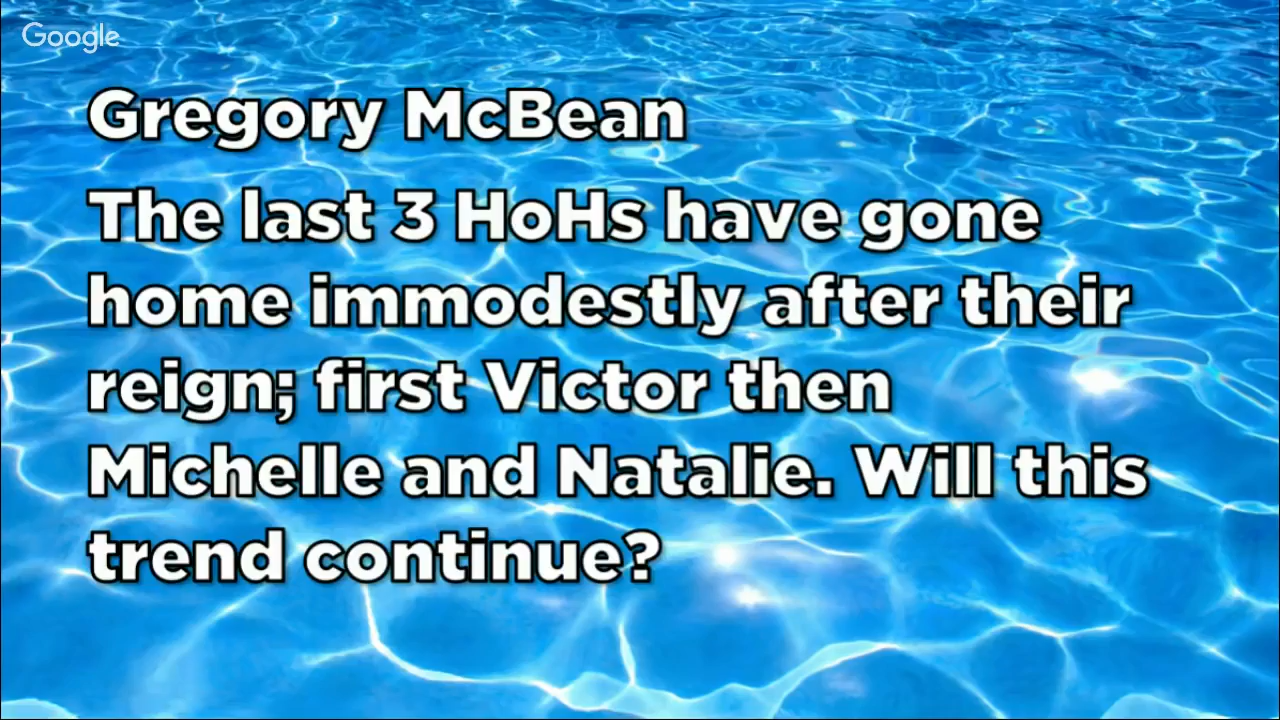 Google
Gregory McBean
The last 3 HoHs have gone
home immodestly after their
reign; first Victor then
Michelle and Natalie. Will this
trend continue?